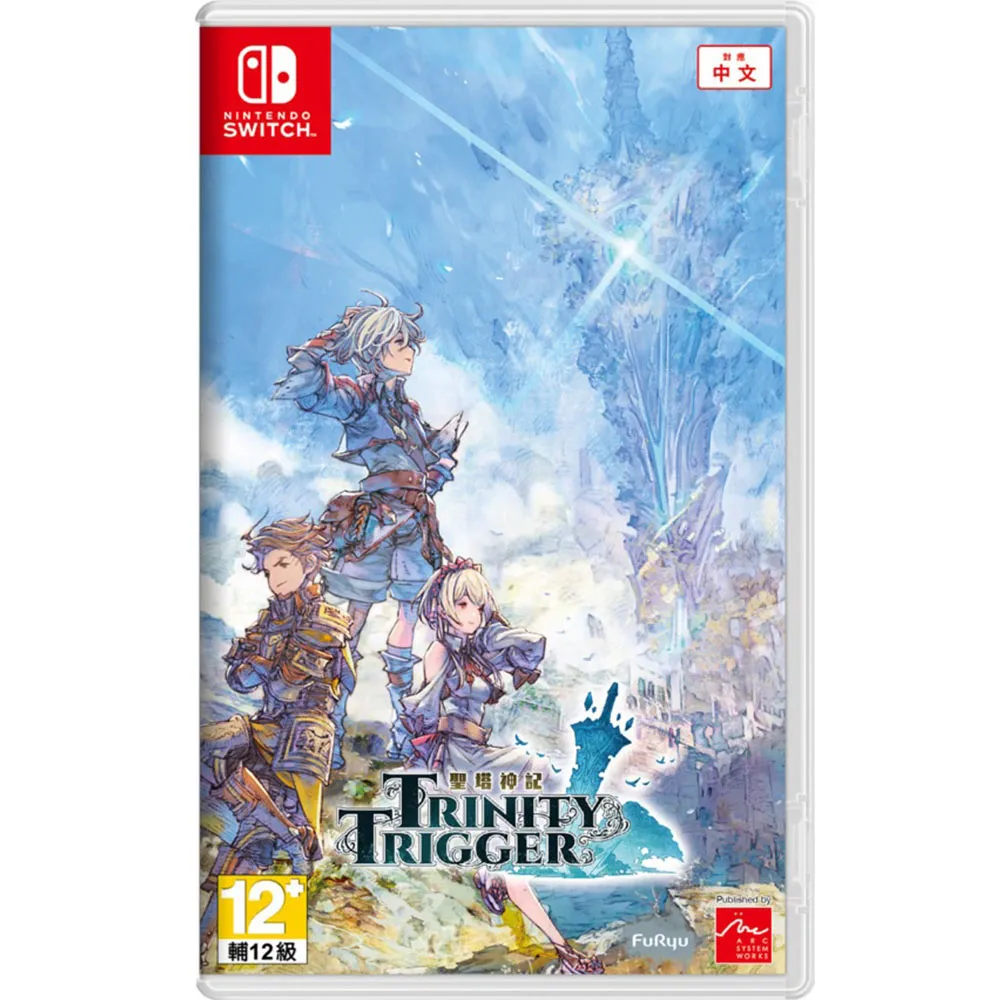 NINTENDO
SWITCH™
對應
中文
聖塔神記
TRINITY
TRIGGER
12+
輔12級
FuRyu
Published by
ARC
SYSTEM
WORKS